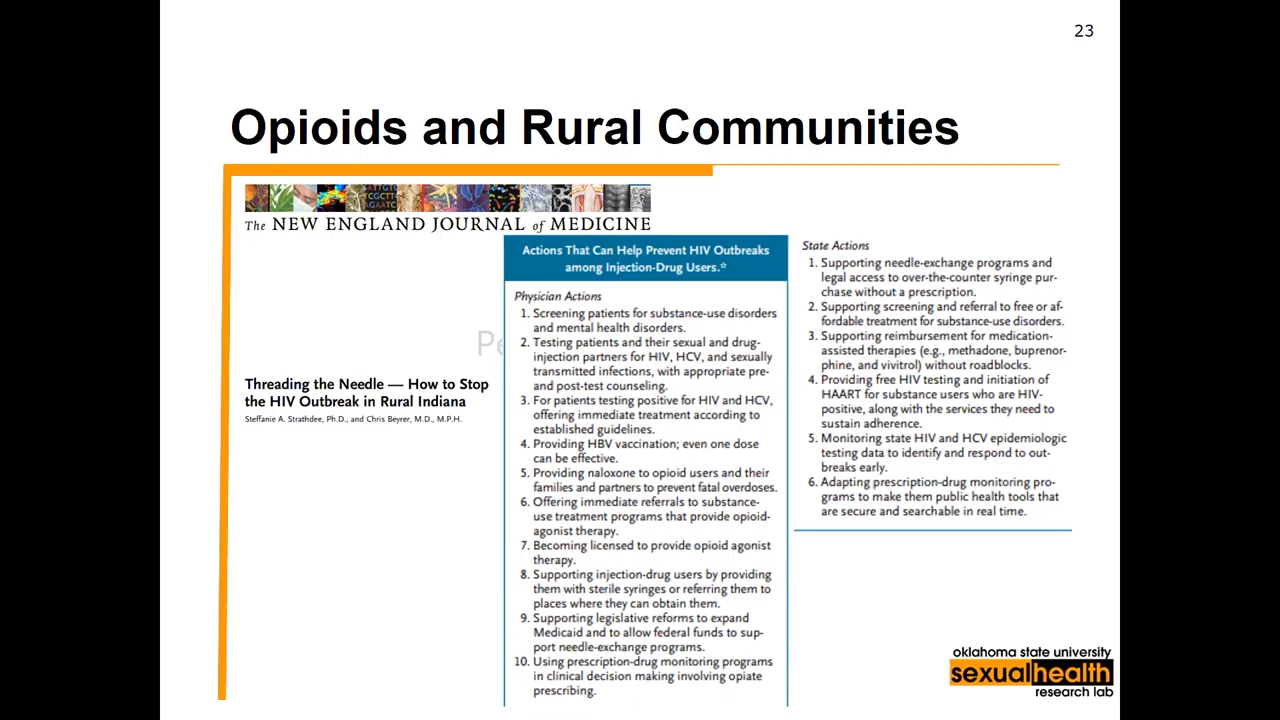 23
Opioids and Rural Communities
The NEW ENGLAND JOURNAL of MEDICINE
Threading the Needle — How to Stop
the HIV Outbreak in Rural Indiana
Steffanie A. Strathdee, Ph.D., and Chris Beyrer, M.D., M.P.H.
Pe
Actions That Can Help Prevent HIV Outbreaks
among Injection-Drug Users.*
Physician Actions
1. Screening patients for substance-use disorders
and mental health disorders.
2. Testing patients and their sexual and drug-
injection partners for HIV, HCV, and sexually
transmitted infections, with appropriate pre-
and post-test counseling.
3. For patients testing positive for HIV and HCV,
offering immediate treatment according to
established guidelines.
4. Providing HBV vaccination; even one dose
can be effective.
5. Providing naloxone to opioid users and their
families and partners to prevent fatal overdoses.
6. Offering immediate referrals to substance-
use treatment programs that provide opioid-
agonist therapy.
7. Becoming licensed to provide opioid agonist
therapy.
8. Supporting injection-drug users by providing
them with sterile syringes or referring them to
places where they can obtain them.
9. Supporting legislative reforms to expand
Medicaid and to allow federal funds to sup-
port needle-exchange programs.
10. Using prescription-drug monitoring programs
in clinical decision making involving opiate
prescribing.
State Actions
1. Supporting needle-exchange programs and
legal access to over-the-counter syringe pur-
chase without a prescription.
2. Supporting screening and referral to free or af-
fordable treatment for substance-use disorders.
3. Supporting reimbursement for medication-
assisted therapies (e.g., methadone, buprenor-
phine, and vivitrol) without roadblocks.
4. Providing free HIV testing and initiation of
HAART for substance users who are HIV-
positive, along with the services they need to
sustain adherence.
5. Monitoring state HIV and HCV epidemiologic
testing data to identify and respond to out-
breaks early.
6. Adapting prescription-drug monitoring pro-
grams to make them public health tools that
are secure and searchable in real time.
oklahoma state university
sexualhealth
research lab